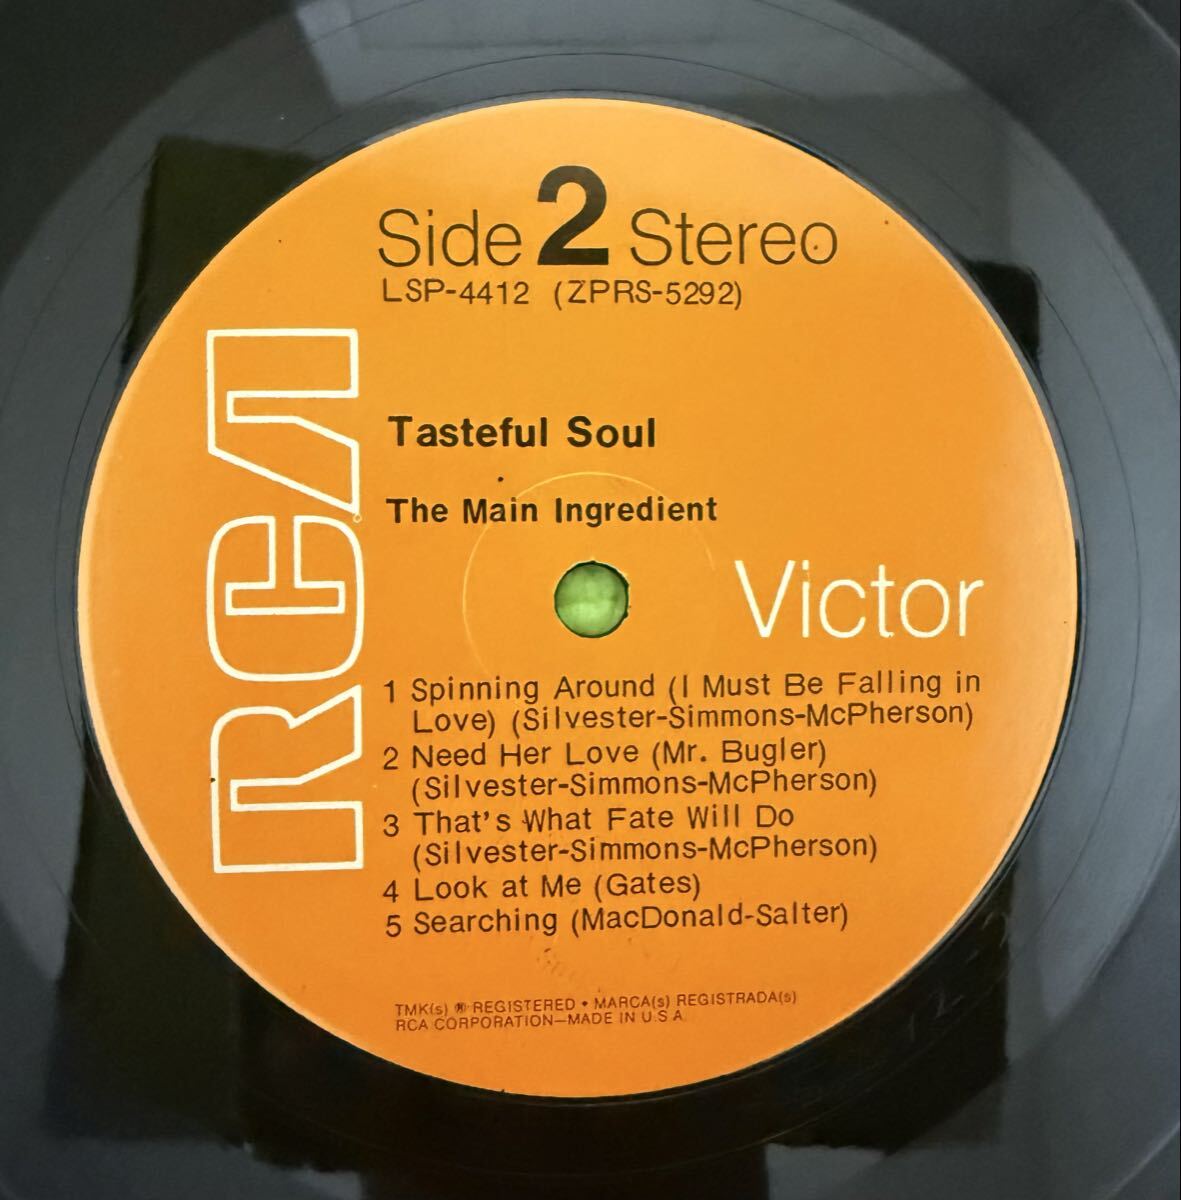 Side 2 Stereo
LSP-4412 (ZPRS-5292)
RCA
Tasteful Soul
The Main Ingredient
Victor
1 Spinning Around (I Must Be Falling in
Love) (Silvester-Simmons-McPherson)
2 Need Her Love (Mr. Bugler)
(Silvester-Simmons-McPherson)
3 That's What Fate Will Do
(Silvester-Simmons-McPherson)
4 Look at Me (Gates)
5 Searching (MacDonald-Salter)
TMK(s) ® REGISTERED • MARCA(s) REGISTRADA(s)
RCA CORPORATION—MADE IN U.S.A.